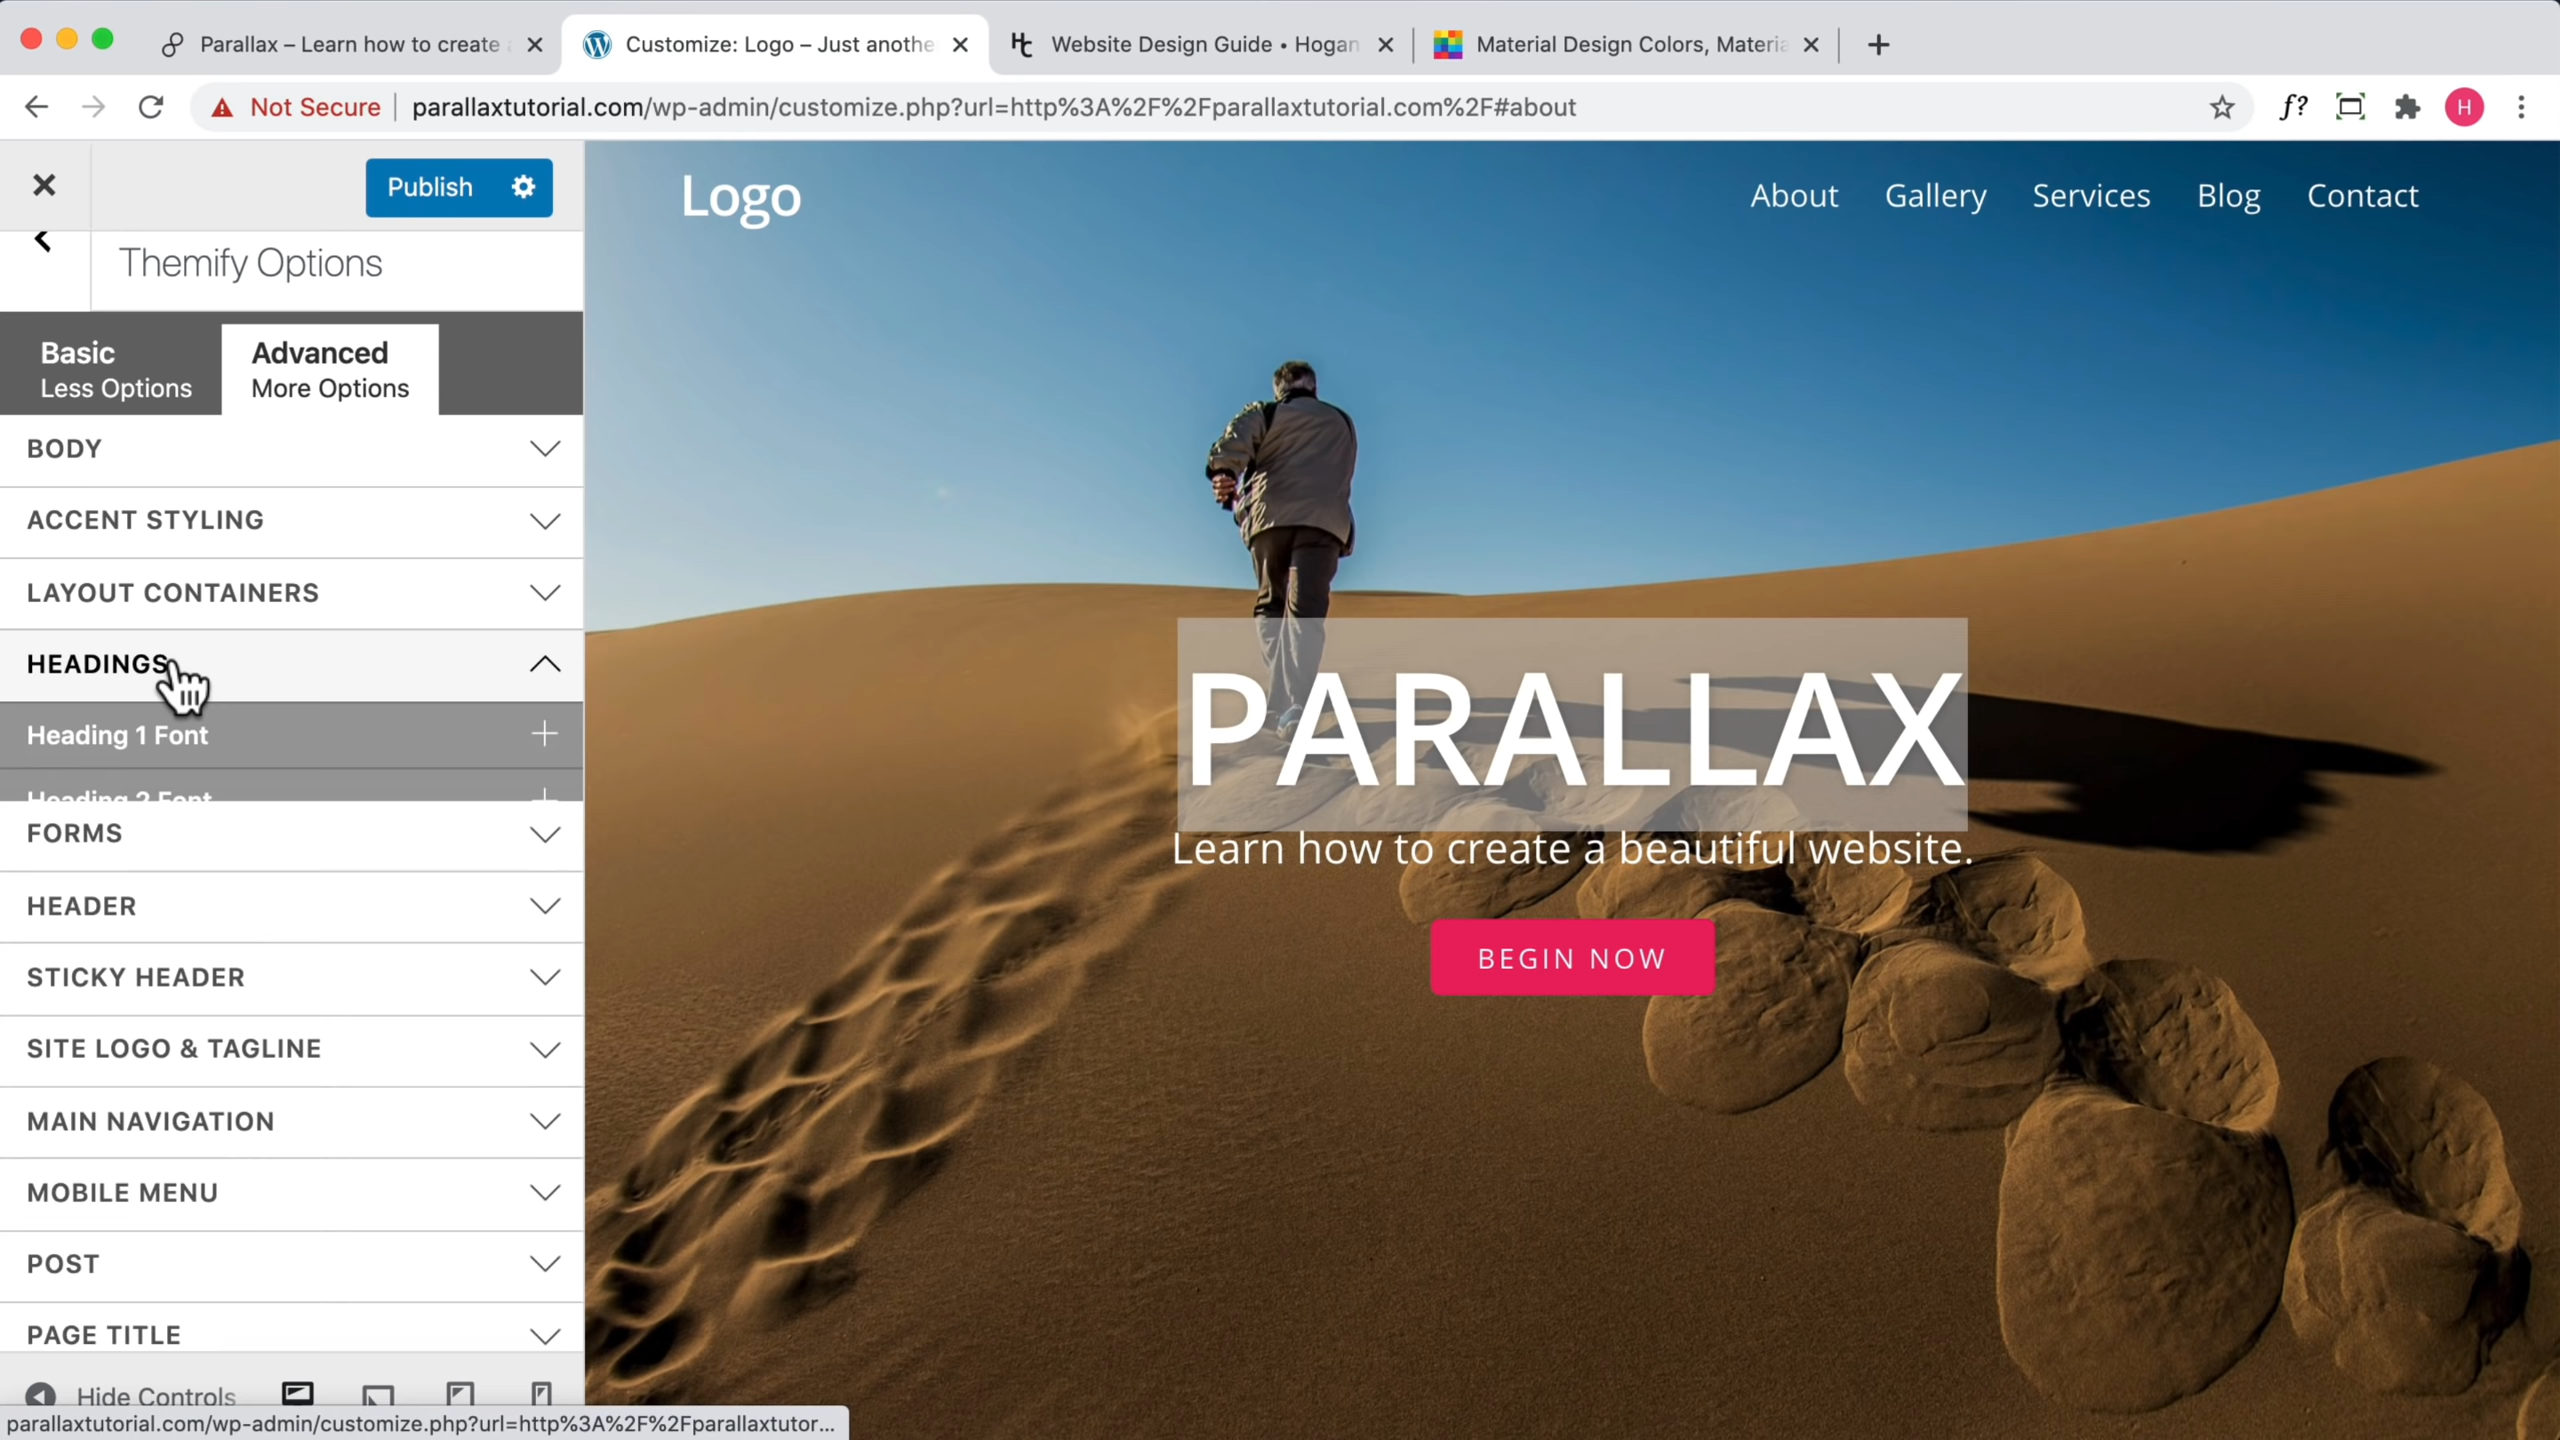 Parallax – Learn how to create
Customize: Logo – Just anothe
Website Design Guide • Hogan
Material Design Colors, Materia
Not Secure
parallaxtutorial.com/wp-admin/customize.php?url=http%3A%2F%2Fparallaxtutorial.com%2F#about
f?
H
Publish
Themify Options
Basic
Less Options
Advanced
More Options
BODY
ACCENT STYLING
LAYOUT CONTAINERS
HEADINGS
Heading 1 Font
Heading 2 Font
FORMS
HEADER
STICKY HEADER
SITE LOGO & TAGLINE
MAIN NAVIGATION
MOBILE MENU
POST
PAGE TITLE
Hide Controls
parallaxtutorial.com/wp-admin/customize.php?url=http%3A%2F%2Fparallaxtutor...
Logo
About Gallery Services Blog Contact
PARALLAX
Learn how to create a beautiful website.
BEGIN NOW